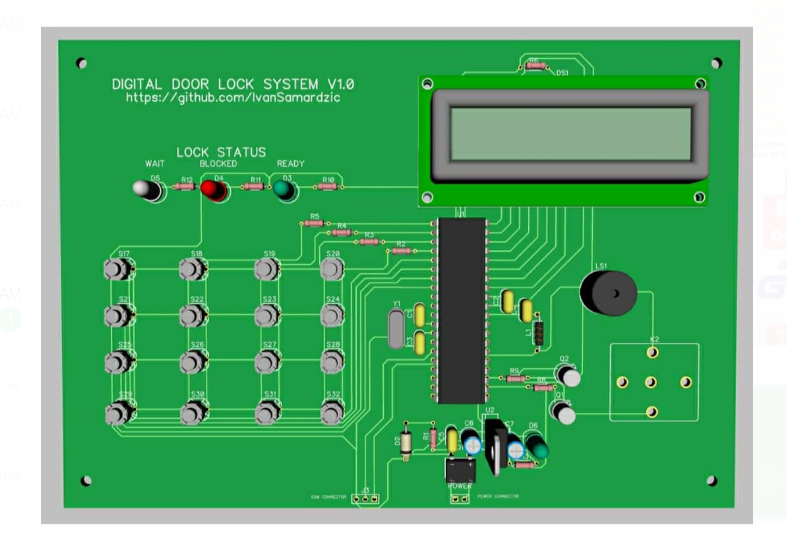 R6
DS1
DIGITAL DOOR LOCK SYSTEM V1.0
https://github.com/IvanSamardzic
LOCK STATUS
WAIT BLOCKED READY
D5 R12 D4 R11 D3 R10
U1
R5
R4
R3
R2
S17 S18 S19 S20
LS1
S22 S23 S24
Y1
L1
K2
S25 S26 S27 S28
Q2
R9
Q1
S29 S30 S31 S32
U2
D2 R1 C6 C7 D6
POWER
J3
POWER CONNECTOR